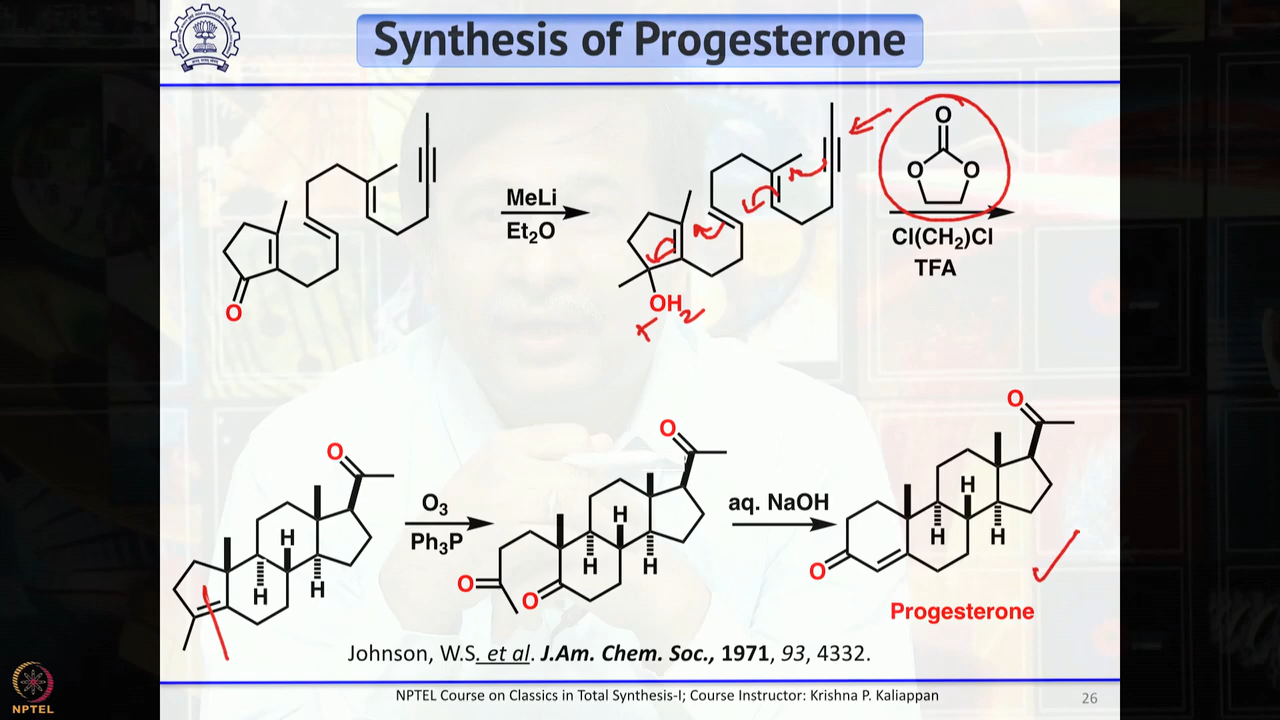 Synthesis of Progesterone
O
MeLi
Et2O
OH2
+
O
O O
Cl(CH2)Cl
TFA
O
H
H
H
O3
Ph3P
O
H
H
H
O
O
aq. NaOH
O
H
H
H
O
Progesterone
Johnson, W.S. et al. J.Am. Chem. Soc., 1971, 93, 4332.
NPTEL Course on Classics in Total Synthesis-I; Course Instructor: Krishna P. Kaliappan
26
NPTEL